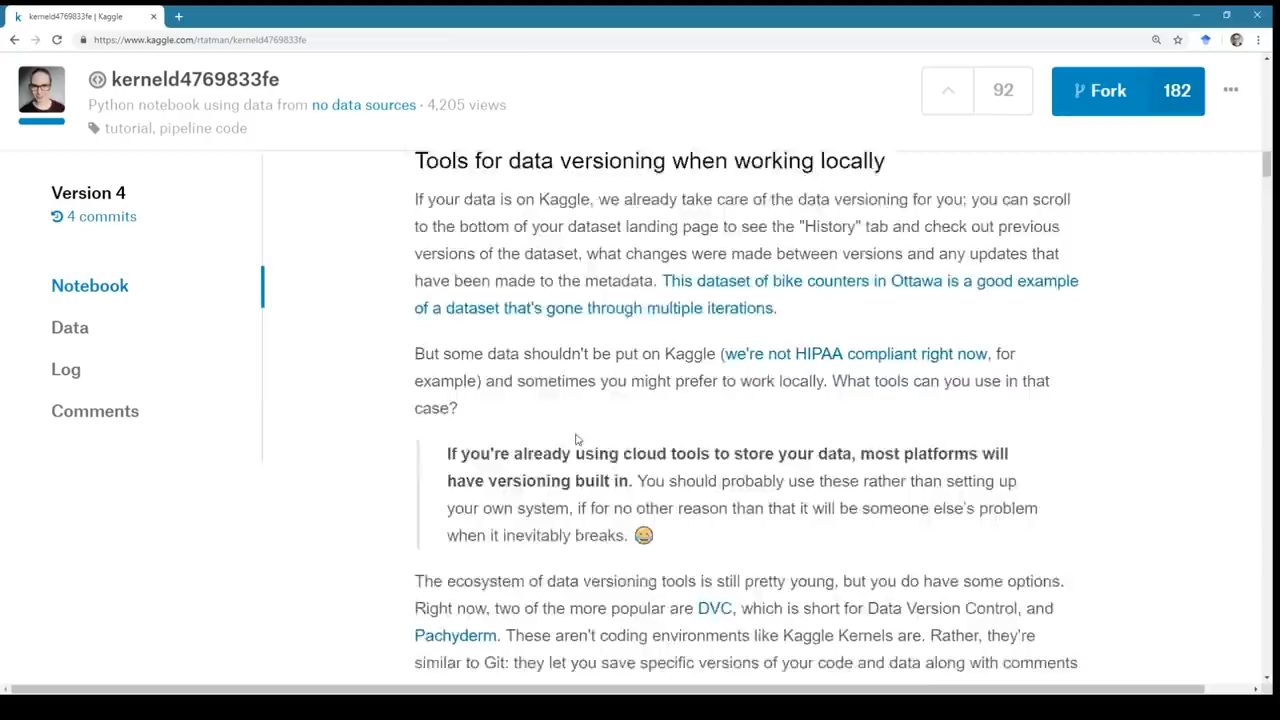 kerneld4769833fe | Kaggle
https://www.kaggle.com/rtatman/kerneld4769833fe
kerneld4769833fe
Python notebook using data from no data sources · 4,205 views
tutorial, pipeline code
92
Fork 182
Version 4
4 commits
Notebook
Data
Log
Comments
Tools for data versioning when working locally
If your data is on Kaggle, we already take care of the data versioning for you; you can scroll
to the bottom of your dataset landing page to see the "History" tab and check out previous
versions of the dataset, what changes were made between versions and any updates that
have been made to the metadata. This dataset of bike counters in Ottawa is a good example
of a dataset that's gone through multiple iterations.
But some data shouldn't be put on Kaggle (we're not HIPAA compliant right now, for
example) and sometimes you might prefer to work locally. What tools can you use in that
case?
If you're already using cloud tools to store your data, most platforms will
have versioning built in. You should probably use these rather than setting up
your own system, if for no other reason than that it will be someone else's problem
when it inevitably breaks. 😂
The ecosystem of data versioning tools is still pretty young, but you do have some options.
Right now, two of the more popular are DVC, which is short for Data Version Control, and
Pachyderm. These aren't coding environments like Kaggle Kernels are. Rather, they're
similar to Git: they let you save specific versions of your code and data along with comments